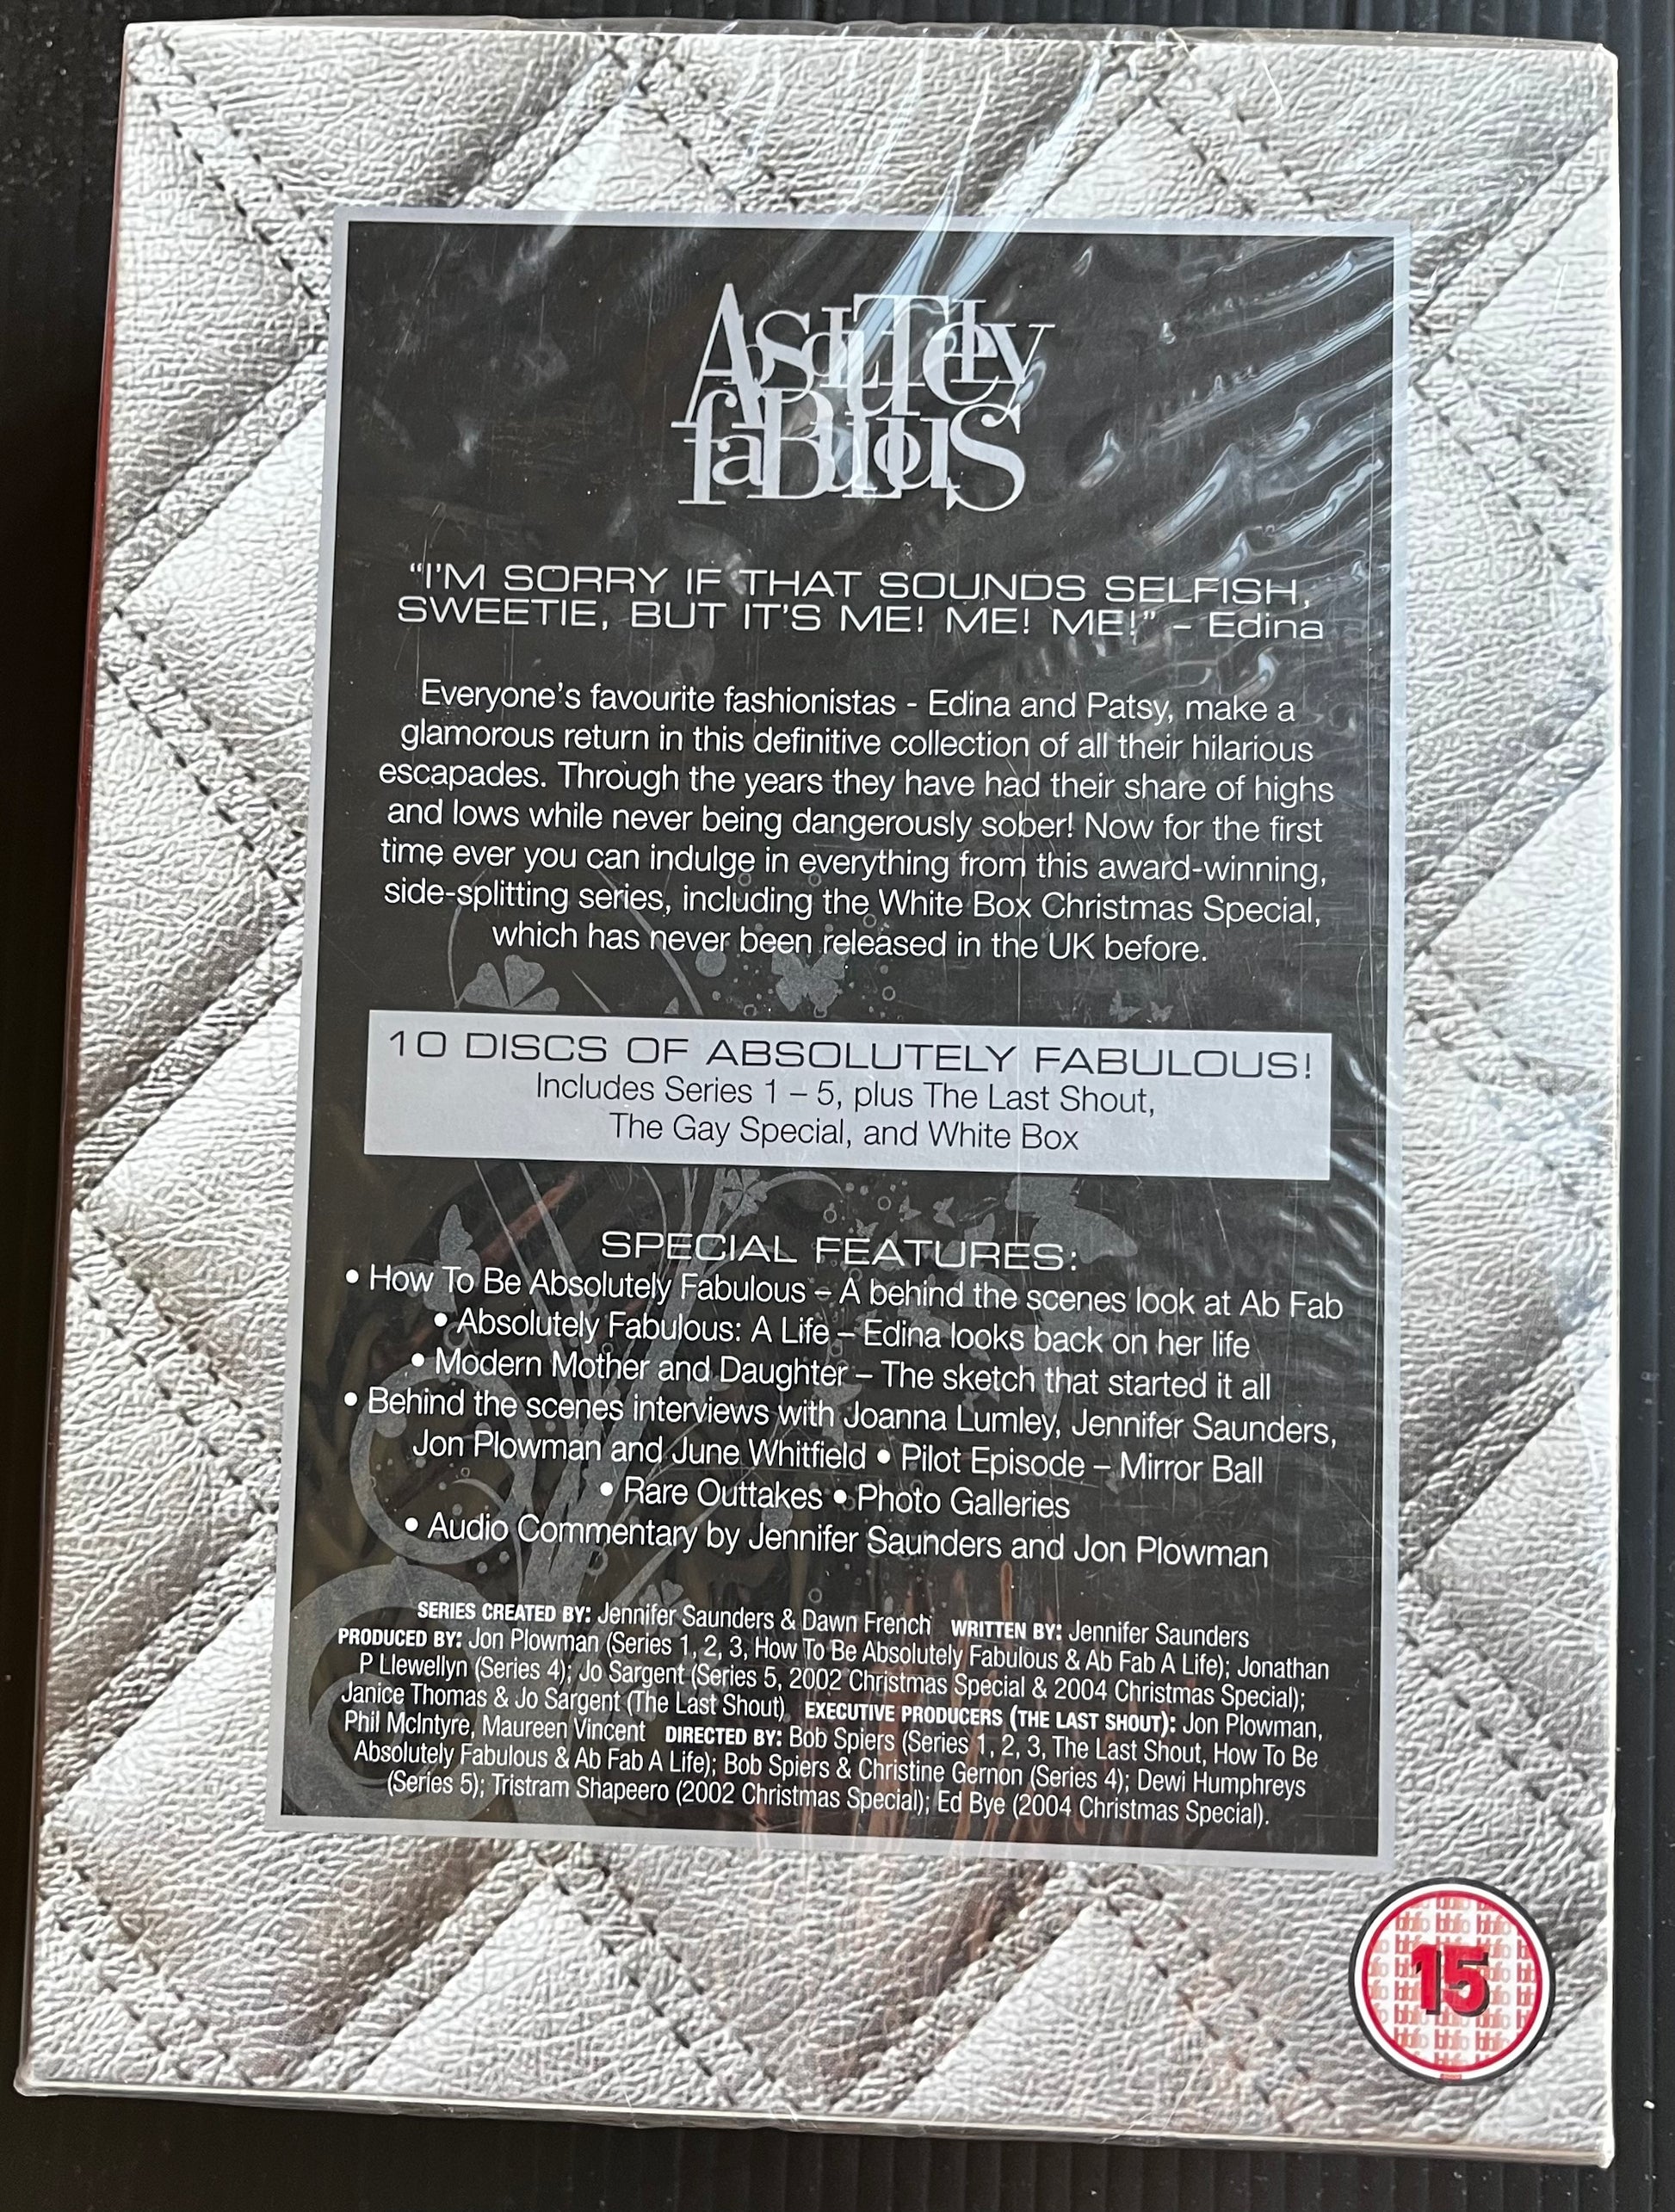 AbsoLuTely
faBuLouS
“I’M SORRY IF THAT SOUNDS SELFISH,
SWEETIE, BUT IT’S ME! ME! ME!” – Edina
Everyone’s favourite fashionistas - Edina and Patsy, make a
glamorous return in this definitive collection of all their hilarious
escapades. Through the years they have had their share of highs
and lows while never being dangerously sober! Now for the first
time ever you can indulge in everything from this award-winning,
side-splitting series, including the White Box Christmas Special,
which has never been released in the UK before.
10 DISCS OF ABSOLUTELY FABULOUS!
Includes Series 1 – 5, plus The Last Shout,
The Gay Special, and White Box
SPECIAL FEATURES:
• How To Be Absolutely Fabulous – A behind the scenes look at Ab Fab
• Absolutely Fabulous: A Life – Edina looks back on her life
• Modern Mother and Daughter – The sketch that started it all
• Behind the scenes interviews with Joanna Lumley, Jennifer Saunders,
Jon Plowman and June Whitfield • Pilot Episode – Mirror Ball
• Rare Outtakes • Photo Galleries
• Audio Commentary by Jennifer Saunders and Jon Plowman
SERIES CREATED BY: Jennifer Saunders & Dawn French WRITTEN BY: Jennifer Saunders
PRODUCED BY: Jon Plowman (Series 1, 2, 3, How To Be Absolutely Fabulous & Ab Fab A Life); Jonathan
P Llewellyn (Series 4); Jo Sargent (Series 5, 2002 Christmas Special & 2004 Christmas Special);
Janice Thomas & Jo Sargent (The Last Shout) EXECUTIVE PRODUCERS (THE LAST SHOUT): Jon Plowman,
Phil McIntyre, Maureen Vincent DIRECTED BY: Bob Spiers (Series 1, 2, 3, The Last Shout, How To Be
Absolutely Fabulous & Ab Fab A Life); Bob Spiers & Christine Gernon (Series 4); Dewi Humphreys
(Series 5); Tristram Shapeero (2002 Christmas Special); Ed Bye (2004 Christmas Special).
15